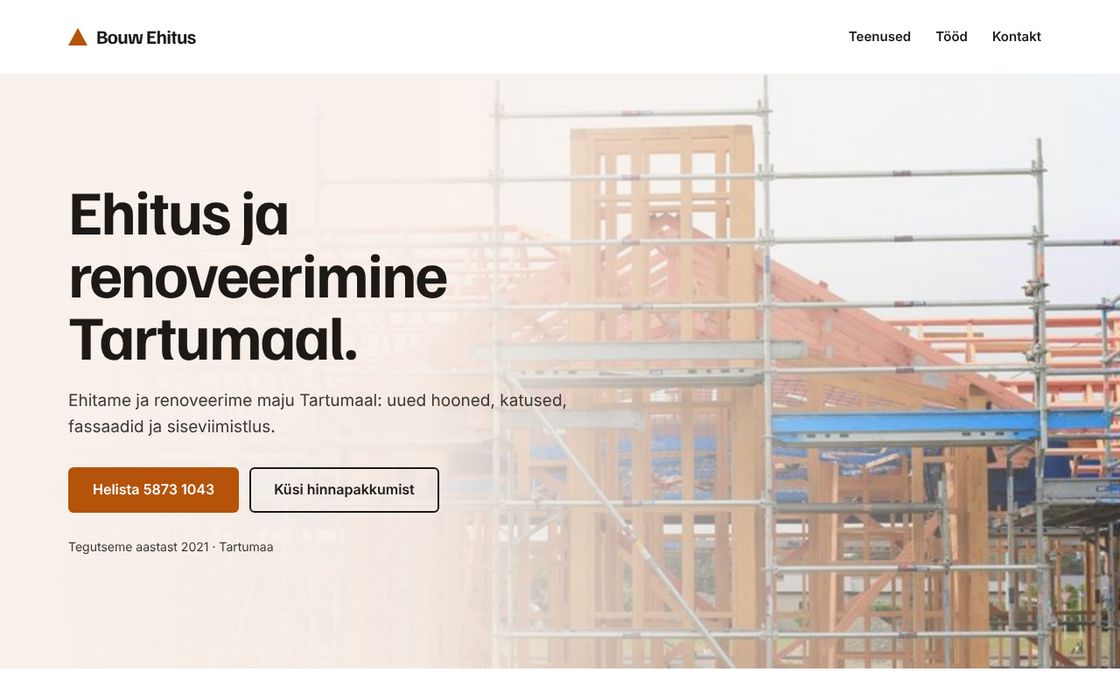 Bouw Ehitus
Teenused
Tööd
Kontakt
Ehitus ja
renoveerimine
Tartumaal.
Ehitame ja renoveerime maju Tartumaal: uued hooned, katused,
fassaadid ja siseviimistlus.
Helista 5873 1043
Küsi hinnapakkumist
Tegutseme aastast 2021 · Tartumaa